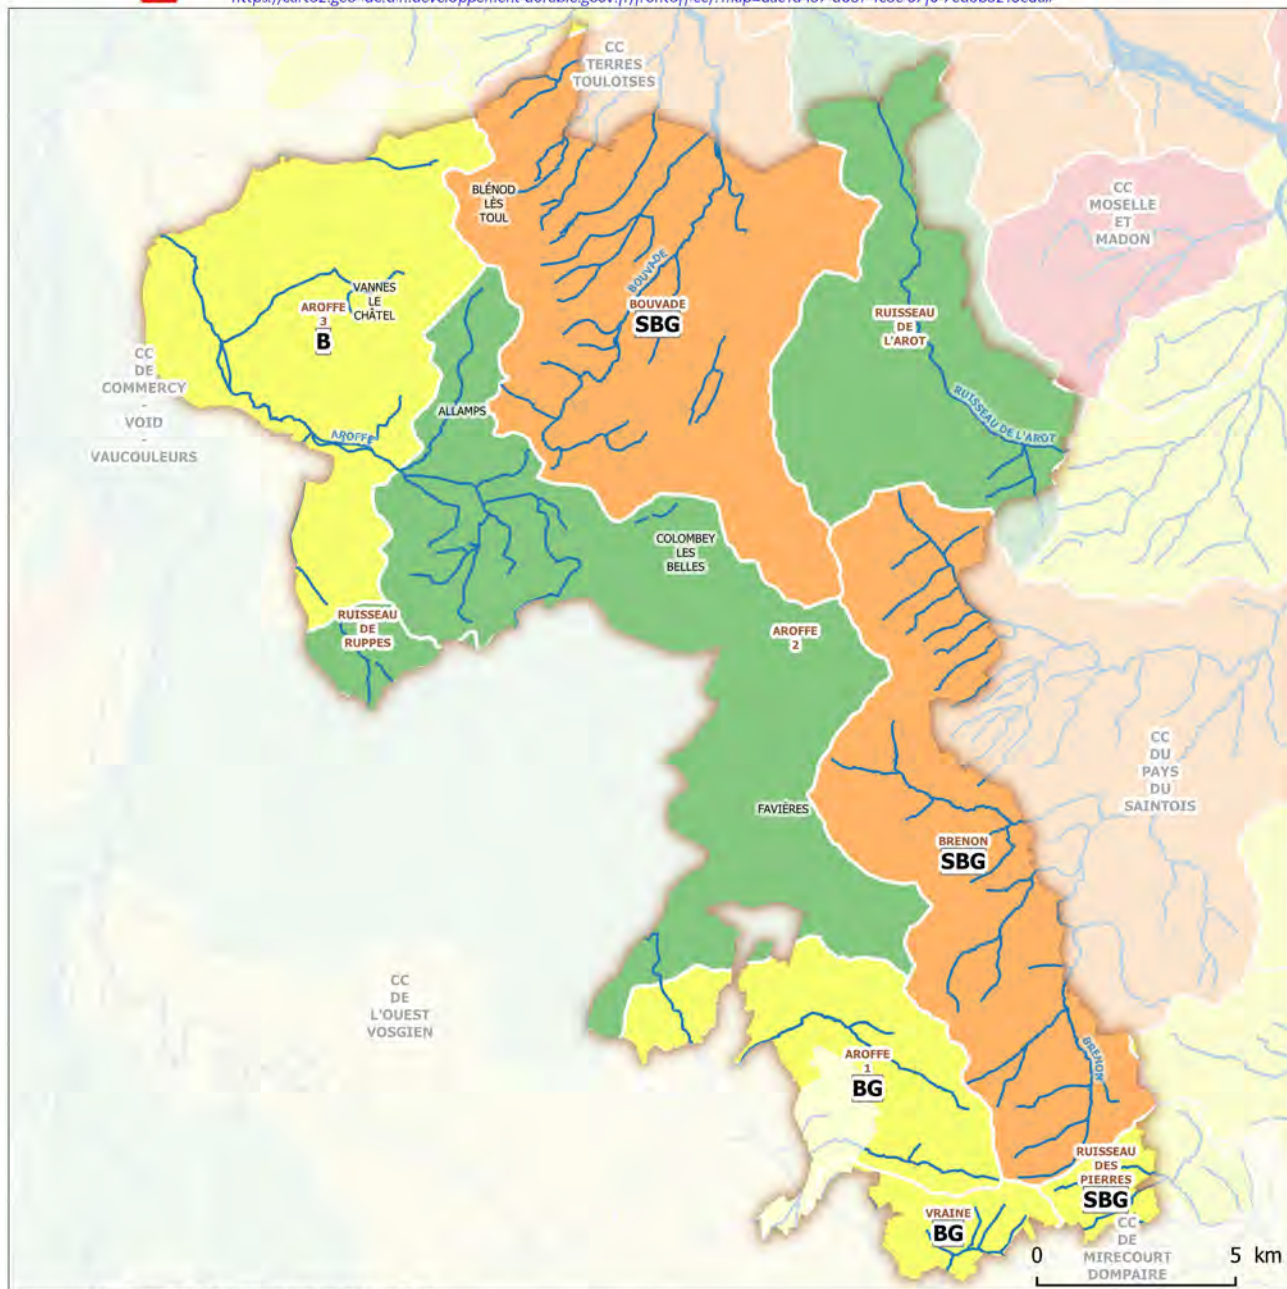 CC
TERRES
TOULOISES
CC
MOSELLE
ET
MADON
BLÉNOD
LÈS
TOUL
BOUVADE
BOUVADE
SBG
VANNES
LE
CHÂTEL
AROFFE
3
B
RUISSEAU
DE
L'AROT
RUISSEAU DE L'AROT
CC
DE
COMMERCY
-
VOID
-
VAUCOULEURS
ALLAMPS
AROFFE
COLOMBEY
LES
BELLES
RUISSEAU
DE
RUPPES
AROFFE
2
CC
DU
PAYS
DU
SAINTOIS
FAVIÈRES
BRENON
SBG
CC
DE
L'OUEST
VOSGIEN
AROFFE
1
BG
BRENON
RUISSEAU
DES
PIERRES
SBG
VRAINE
BG
CC
DE
MIRECOURT
DOMPAIRE
0 5 km